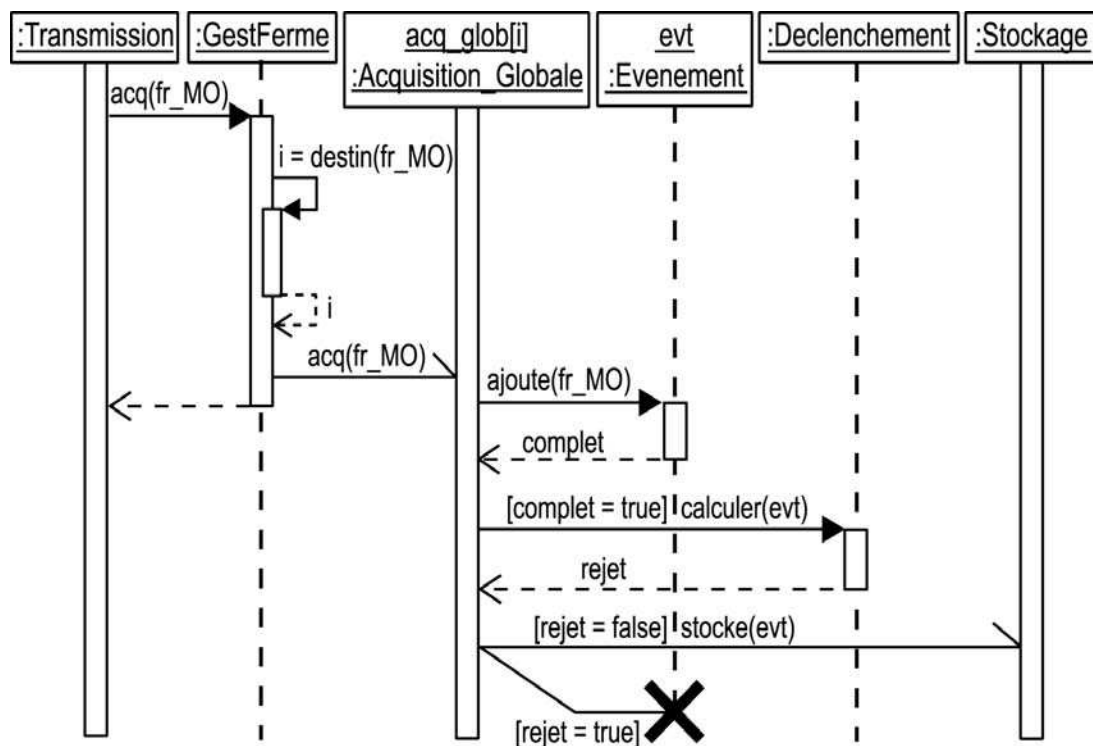 :Transmission
:GestFerme
acq_glob[i]
:Acquisition_Globale
evt
:Evenement
:Declenchement
:Stockage
acq(fr_MO)
i = destin(fr_MO)
i
acq(fr_MO)
ajoute(fr_MO)
complet
[complet = true] calculer(evt)
rejet
[rejet = false] stocke(evt)
[rejet = true]